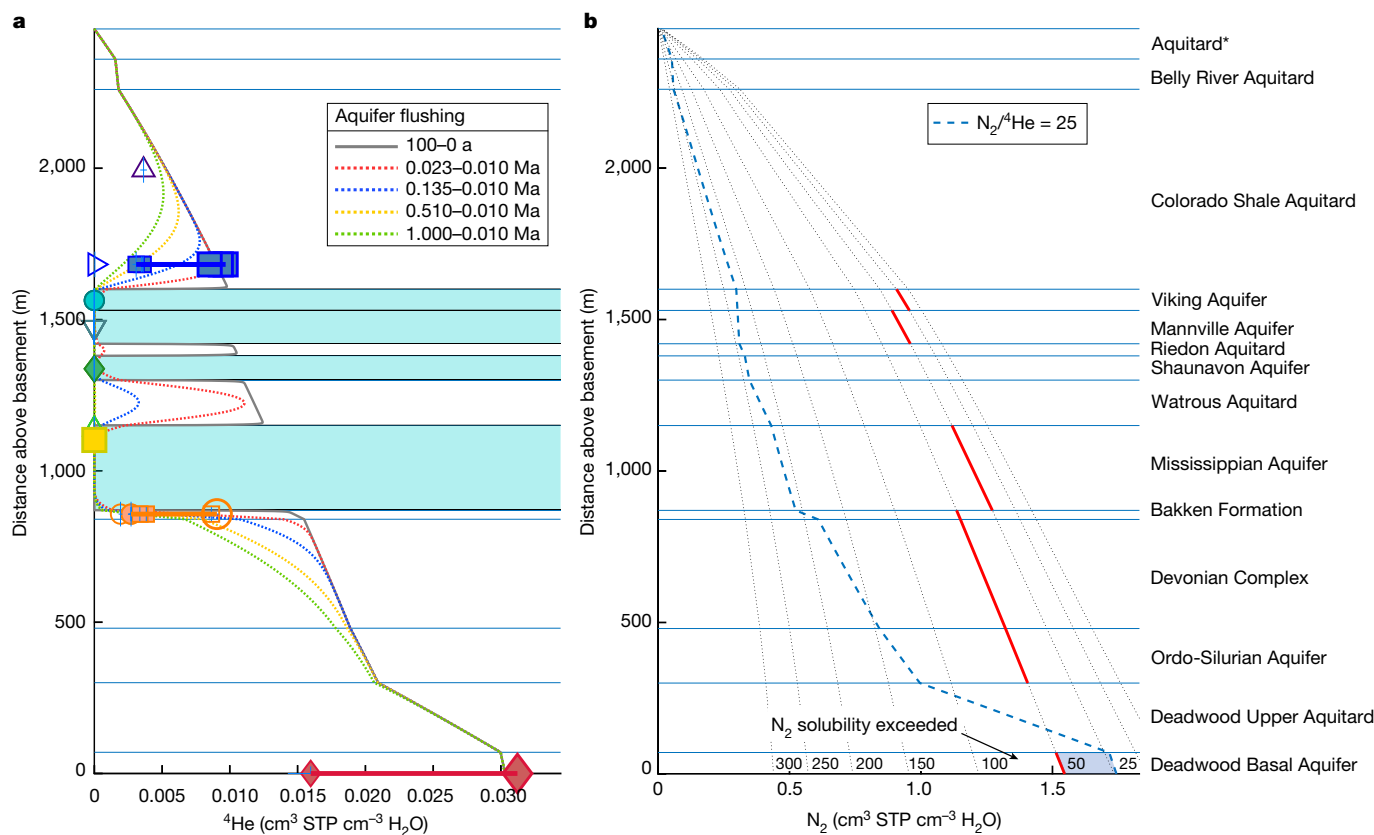 a
Distance above basement (m)
2,000
1,500
1,000
500
0
Aquifer flushing
100–0 a
0.023–0.010 Ma
0.135–0.010 Ma
0.510–0.010 Ma
1.000–0.010 Ma
0 0.005 0.010 0.015 0.020 0.025 0.030
⁴He (cm³ STP cm⁻³ H₂O)
b
Distance above basement (m)
2,000
1,500
1,000
500
0
N₂/⁴He = 25
N₂ solubility exceeded
300 250 200 150 100 50 25
0 0.5 1.0 1.5
N₂ (cm³ STP cm⁻³ H₂O)
Aquitard*
Belly River Aquitard
Colorado Shale Aquitard
Viking Aquifer
Mannville Aquifer
Riedon Aquitard
Shaunavon Aquifer
Watrous Aquitard
Mississippian Aquifer
Bakken Formation
Devonian Complex
Ordo-Silurian Aquifer
Deadwood Upper Aquitard
Deadwood Basal Aquifer